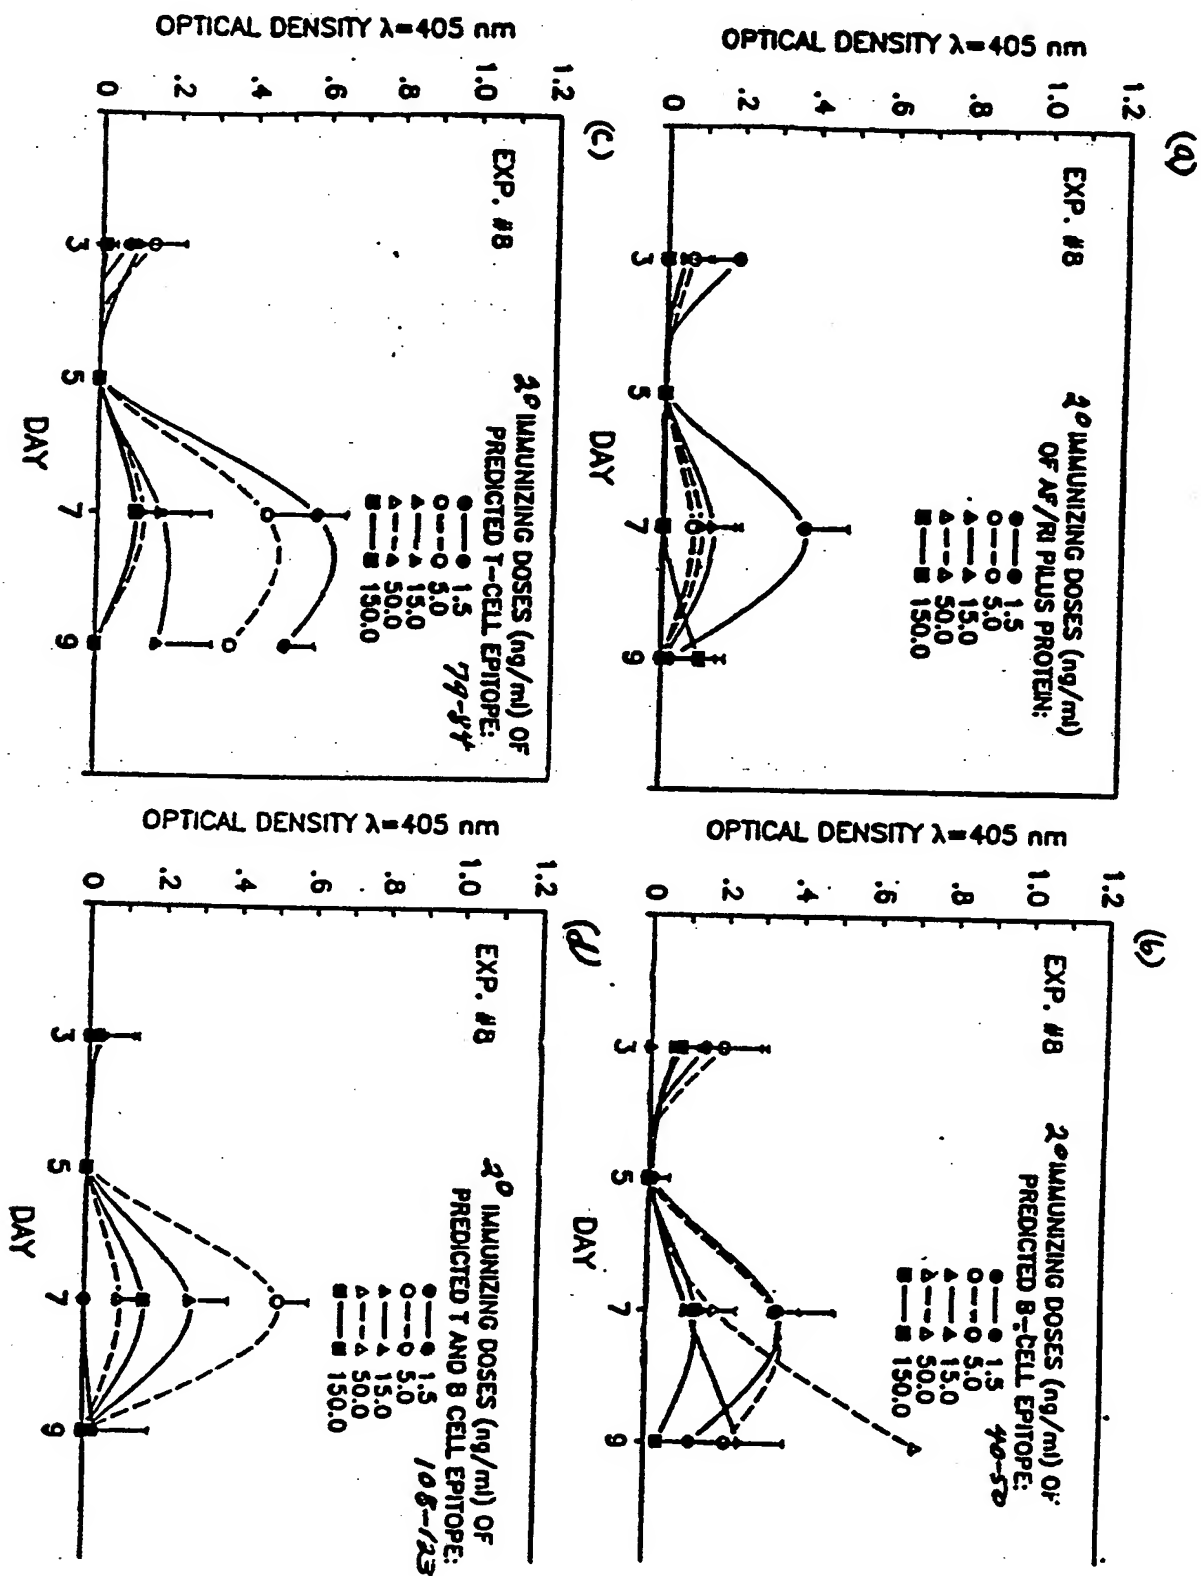 (a)
OPTICAL DENSITY λ=405 nm
1.2
1.0
.8
.6
.4
.2
0
EXP. #8
2° IMMUNIZING DOSES (ng/ml)
OF AF/R1 PILUS PROTEIN:
1.5
5.0
15.0
50.0
150.0
3
5
7
9
DAY
(b)
OPTICAL DENSITY λ=405 nm
1.2
1.0
.8
.6
.4
.2
0
EXP. #8
2° IMMUNIZING DOSES (ng/ml) OF
PREDICTED B-CELL EPITOPE:
40-50
1.5
5.0
15.0
50.0
150.0
3
5
7
9
DAY
(c)
OPTICAL DENSITY λ=405 nm
1.2
1.0
.8
.6
.4
.2
0
EXP. #8
2° IMMUNIZING DOSES (ng/ml) OF
PREDICTED T-CELL EPITOPE:
79-84
1.5
5.0
15.0
50.0
150.0
3
5
7
9
DAY
(d)
OPTICAL DENSITY λ=405 nm
1.2
1.0
.8
.6
.4
.2
0
EXP. #8
2° IMMUNIZING DOSES (ng/ml) OF
PREDICTED T AND B CELL EPITOPE:
108-123
1.5
5.0
15.0
50.0
150.0
3
5
7
9
DAY